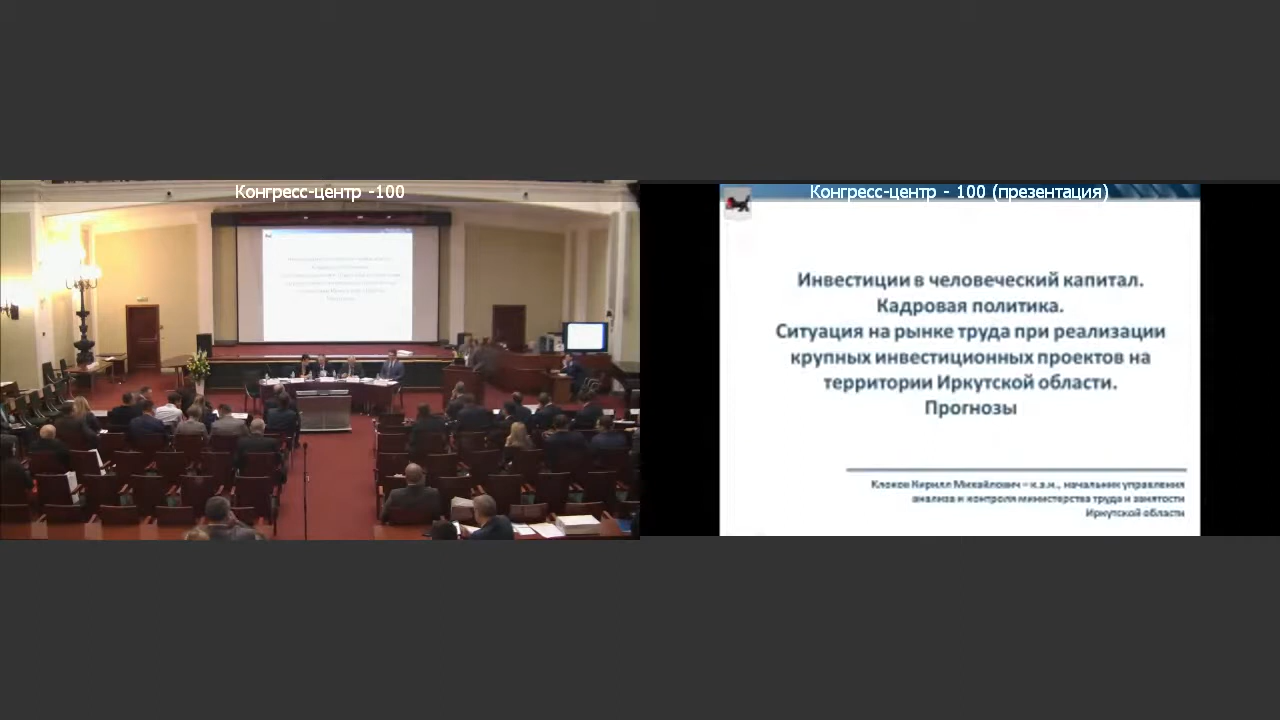 Конгресс-центр -100
Конгресс-центр - 100 (презентация)
Инвестиции в человеческий капитал.
Кадровая политика.
Ситуация на рынке труда при реализации
крупных инвестиционных проектов на
территории Иркутской области.
Прогнозы
Клоков Кирилл Михайлович – к.э.н., начальник управления
анализа и контроля министерства труда и занятости
Иркутской области